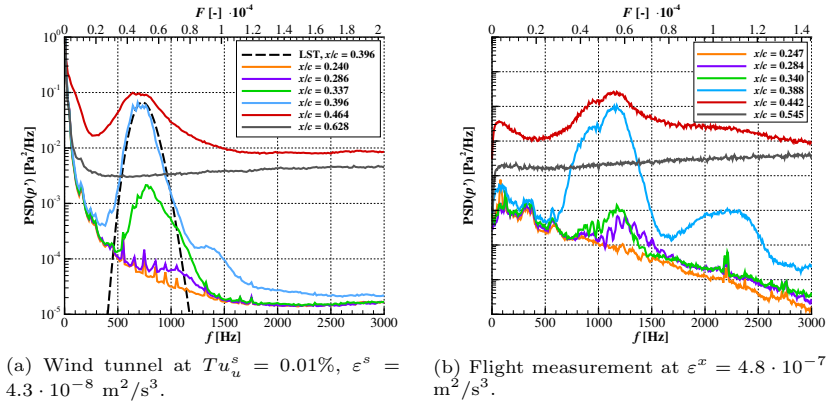 F [-] ·10⁻⁴
0 0.2 0.4 0.6 0.8 1 1.2 1.4 1.6 1.8 2
10⁰
10⁻¹
10⁻²
10⁻³
10⁻⁴
10⁻⁵
PSD(p') [Pa²/Hz]
LST, x/c = 0.396
x/c = 0.240
x/c = 0.286
x/c = 0.337
x/c = 0.396
x/c = 0.464
x/c = 0.628
0 500 1000 1500 2000 2500 3000
f [Hz]
(a) Wind tunnel at Tuᵤˢ = 0.01%, εˢ =
4.3 · 10⁻⁸ m²/s³.
F [-] ·10⁻⁴
0 0.2 0.4 0.6 0.8 1 1.2 1.4
PSD(p') [Pa²/Hz]
x/c = 0.247
x/c = 0.284
x/c = 0.340
x/c = 0.388
x/c = 0.442
x/c = 0.545
0 500 1000 1500 2000 2500 3000
f [Hz]
(b) Flight measurement at εˣ = 4.8 · 10⁻⁷
m²/s³.